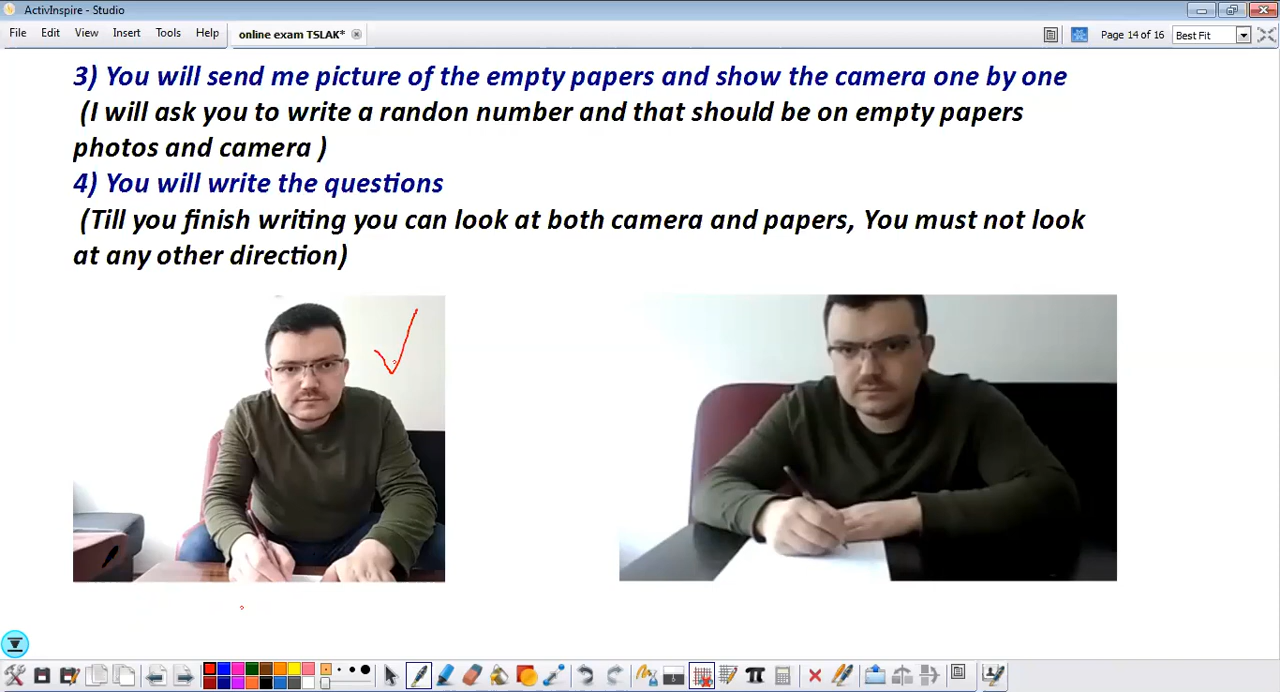 ActivInspire - Studio
File Edit View Insert Tools Help
online exam TSLAK*
Page 14 of 16
Best Fit
3) You will send me picture of the empty papers and show the camera one by one
(I will ask you to write a randon number and that should be on empty papers
photos and camera )
4) You will write the questions
(Till you finish writing you can look at both camera and papers, You must not look
at any other direction)